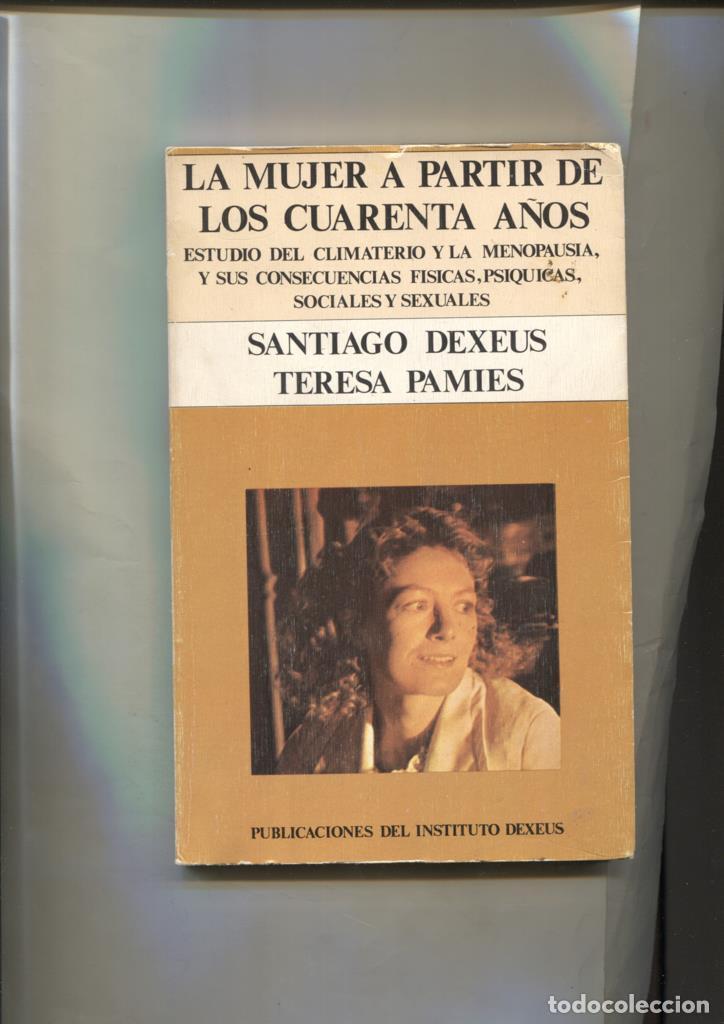 LA MUJER A PARTIR DE
LOS CUARENTA AÑOS
ESTUDIO DEL CLIMATERIO Y LA MENOPAUSIA,
Y SUS CONSECUENCIAS FISICAS, PSIQUICAS,
SOCIALES Y SEXUALES
SANTIAGO DEXEUS
TERESA PAMIES
PUBLICACIONES DEL INSTITUTO DEXEUS
todocoleccion